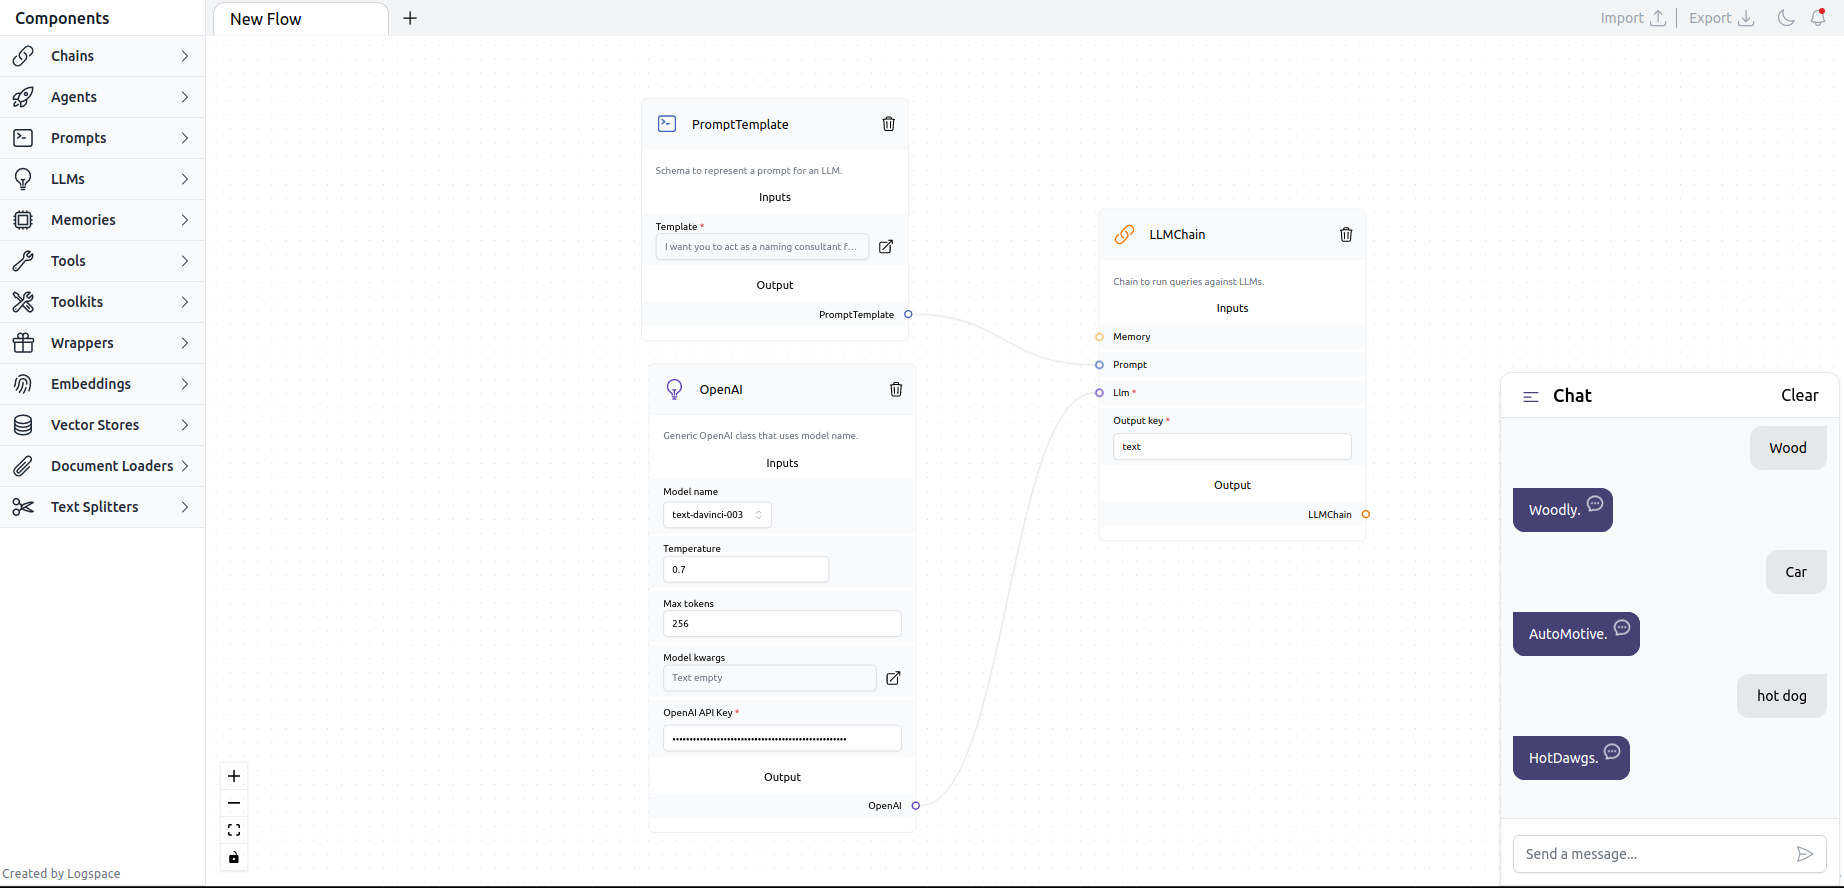 Components
New Flow
Import
Export
Chains
Agents
Prompts
LLMs
Memories
Tools
Toolkits
Wrappers
Embeddings
Vector Stores
Document Loaders
Text Splitters
Created by Logspace
PromptTemplate
Schema to represent a prompt for an LLM.
Inputs
Template *
I want you to act as a naming consultant f...
Output
PromptTemplate
OpenAI
Generic OpenAI class that uses model name.
Inputs
Model name
text-davinci-003
Temperature
0.7
Max tokens
256
Model kwargs
Text empty
OpenAI API Key *
Output
OpenAI
LLMChain
Chain to run queries against LLMs.
Inputs
Memory
Prompt
Llm *
Output key *
text
Output
LLMChain
Chat
Clear
Wood
Woodly.
Car
AutoMotive.
hot dog
HotDawgs.
Send a message...